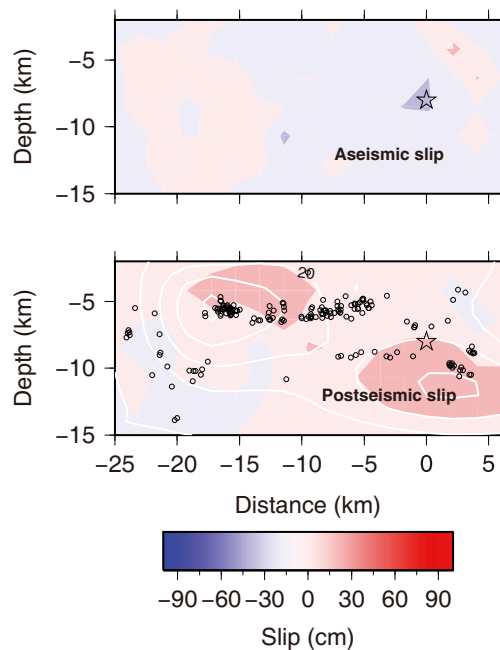 Depth (km)
−5
−10
−15
Aseismic slip
Depth (km)
−5
−10
−15
20
Postseismic slip
−25 −20 −15 −10 −5 0 5
Distance (km)
−90 −60 −30 0 30 60 90
Slip (cm)